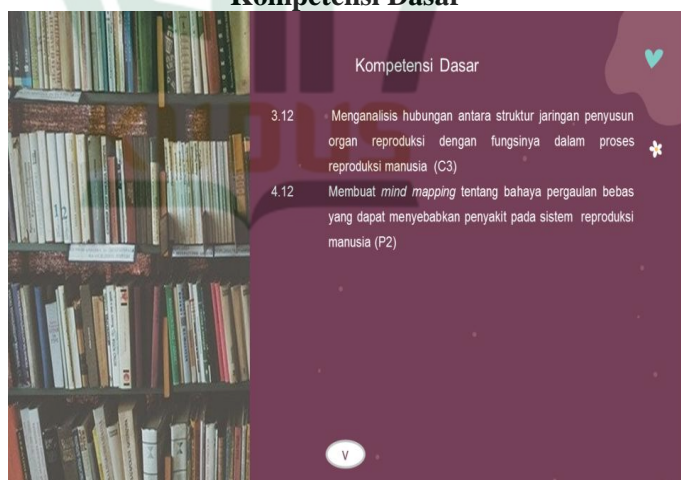 Kompetensi Dasar
Kompetensi Dasar
3.12 Menganalisis hubungan antara struktur jaringan penyusun
organ reproduksi dengan fungsinya dalam proses
reproduksi manusia (C3)
4.12 Membuat mind mapping tentang bahaya pergaulan bebas
yang dapat menyebabkan penyakit pada sistem reproduksi
manusia (P2)
V
KUDUS